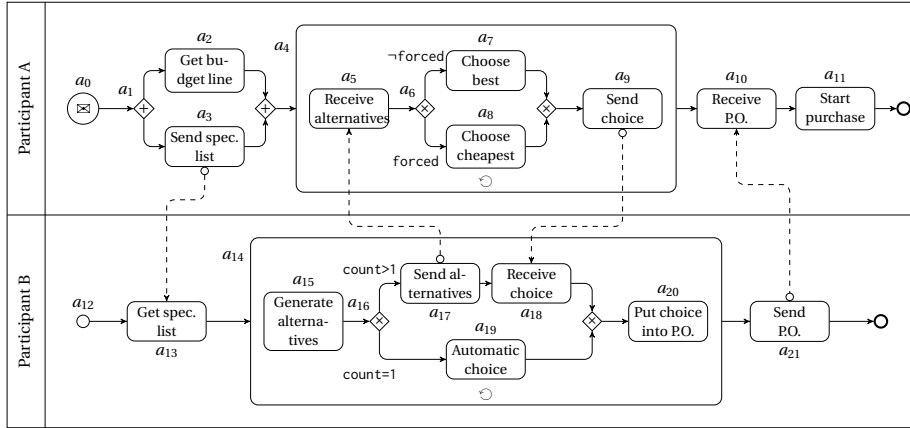 Participant A
a0
a1
a2
Get bu-
dget line
a3
Send spec.
list
a4
a5
Receive
alternatives
a6
¬forced
a7
Choose
best
a8
Choose
cheapest
forced
a9
Send
choice
a10
Receive
P.O.
a11
Start
purchase
Participant B
a12
Get spec.
list
a13
a14
a15
Generate
alterna-
tives
a16
count>1
Send al-
ternatives
a17
Receive
choice
a18
a19
Automatic
choice
count=1
a20
Put choice
into P.O.
Send
P.O.
a21